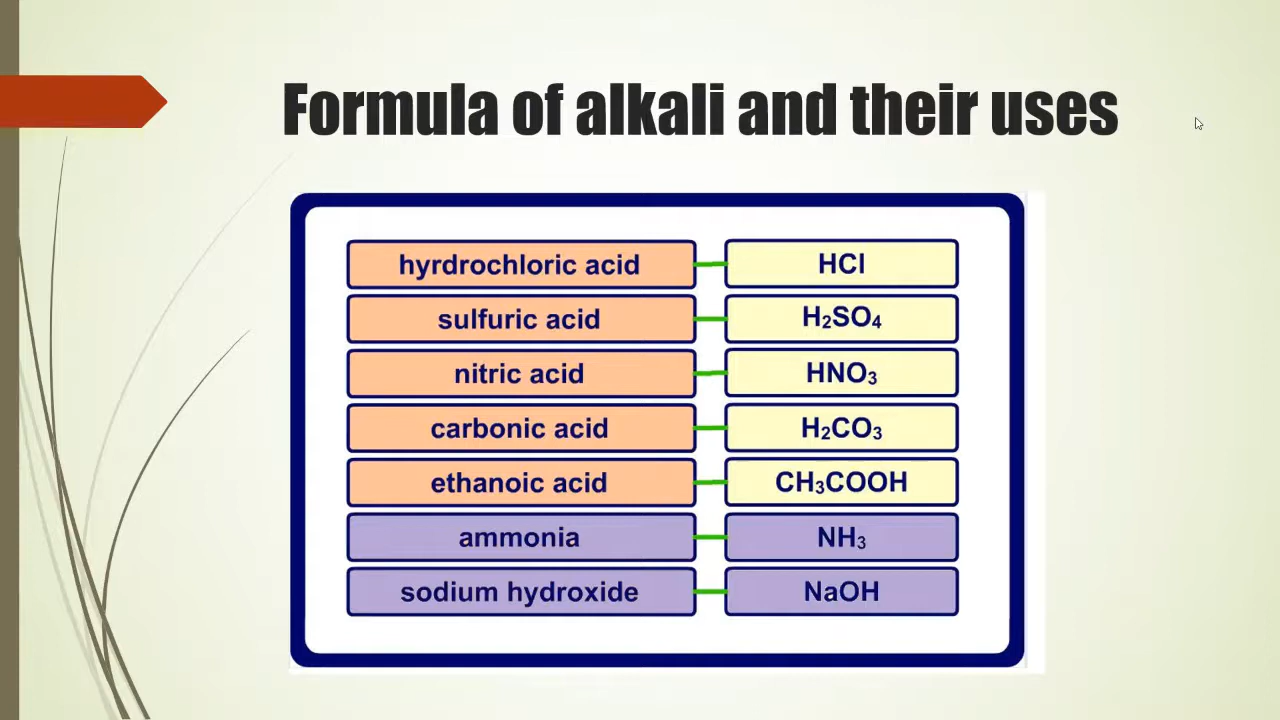 Formula of alkali and their uses
hyrdrochloric acid HCl
sulfuric acid H₂SO₄
nitric acid HNO₃
carbonic acid H₂CO₃
ethanoic acid CH₃COOH
ammonia NH₃
sodium hydroxide NaOH